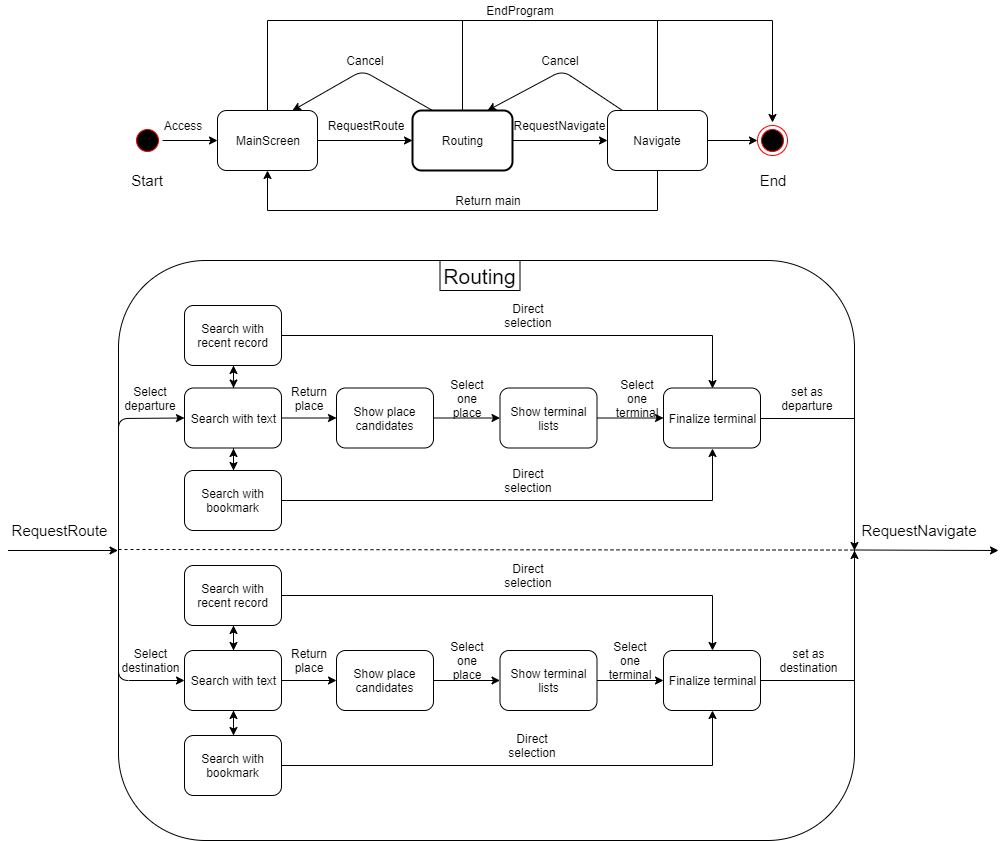 EndProgram
Cancel
Cancel
Access
RequestRoute
RequestNavigate
MainScreen
Routing
Navigate
Start
End
Return main
Routing
Direct
selection
Search with
recent record
Select
departure
Return
place
Select
one
place
Select
one
terminal
set as
departure
Search with text
Show place
candidates
Show terminal
lists
Finalize terminal
Direct
selection
Search with
bookmark
RequestRoute
RequestNavigate
Direct
selection
Search with
recent record
Select
destination
Return
place
Select
one
place
Select
one
terminal
set as
destination
Search with text
Show place
candidates
Show terminal
lists
Finalize terminal
Direct
selection
Search with
bookmark